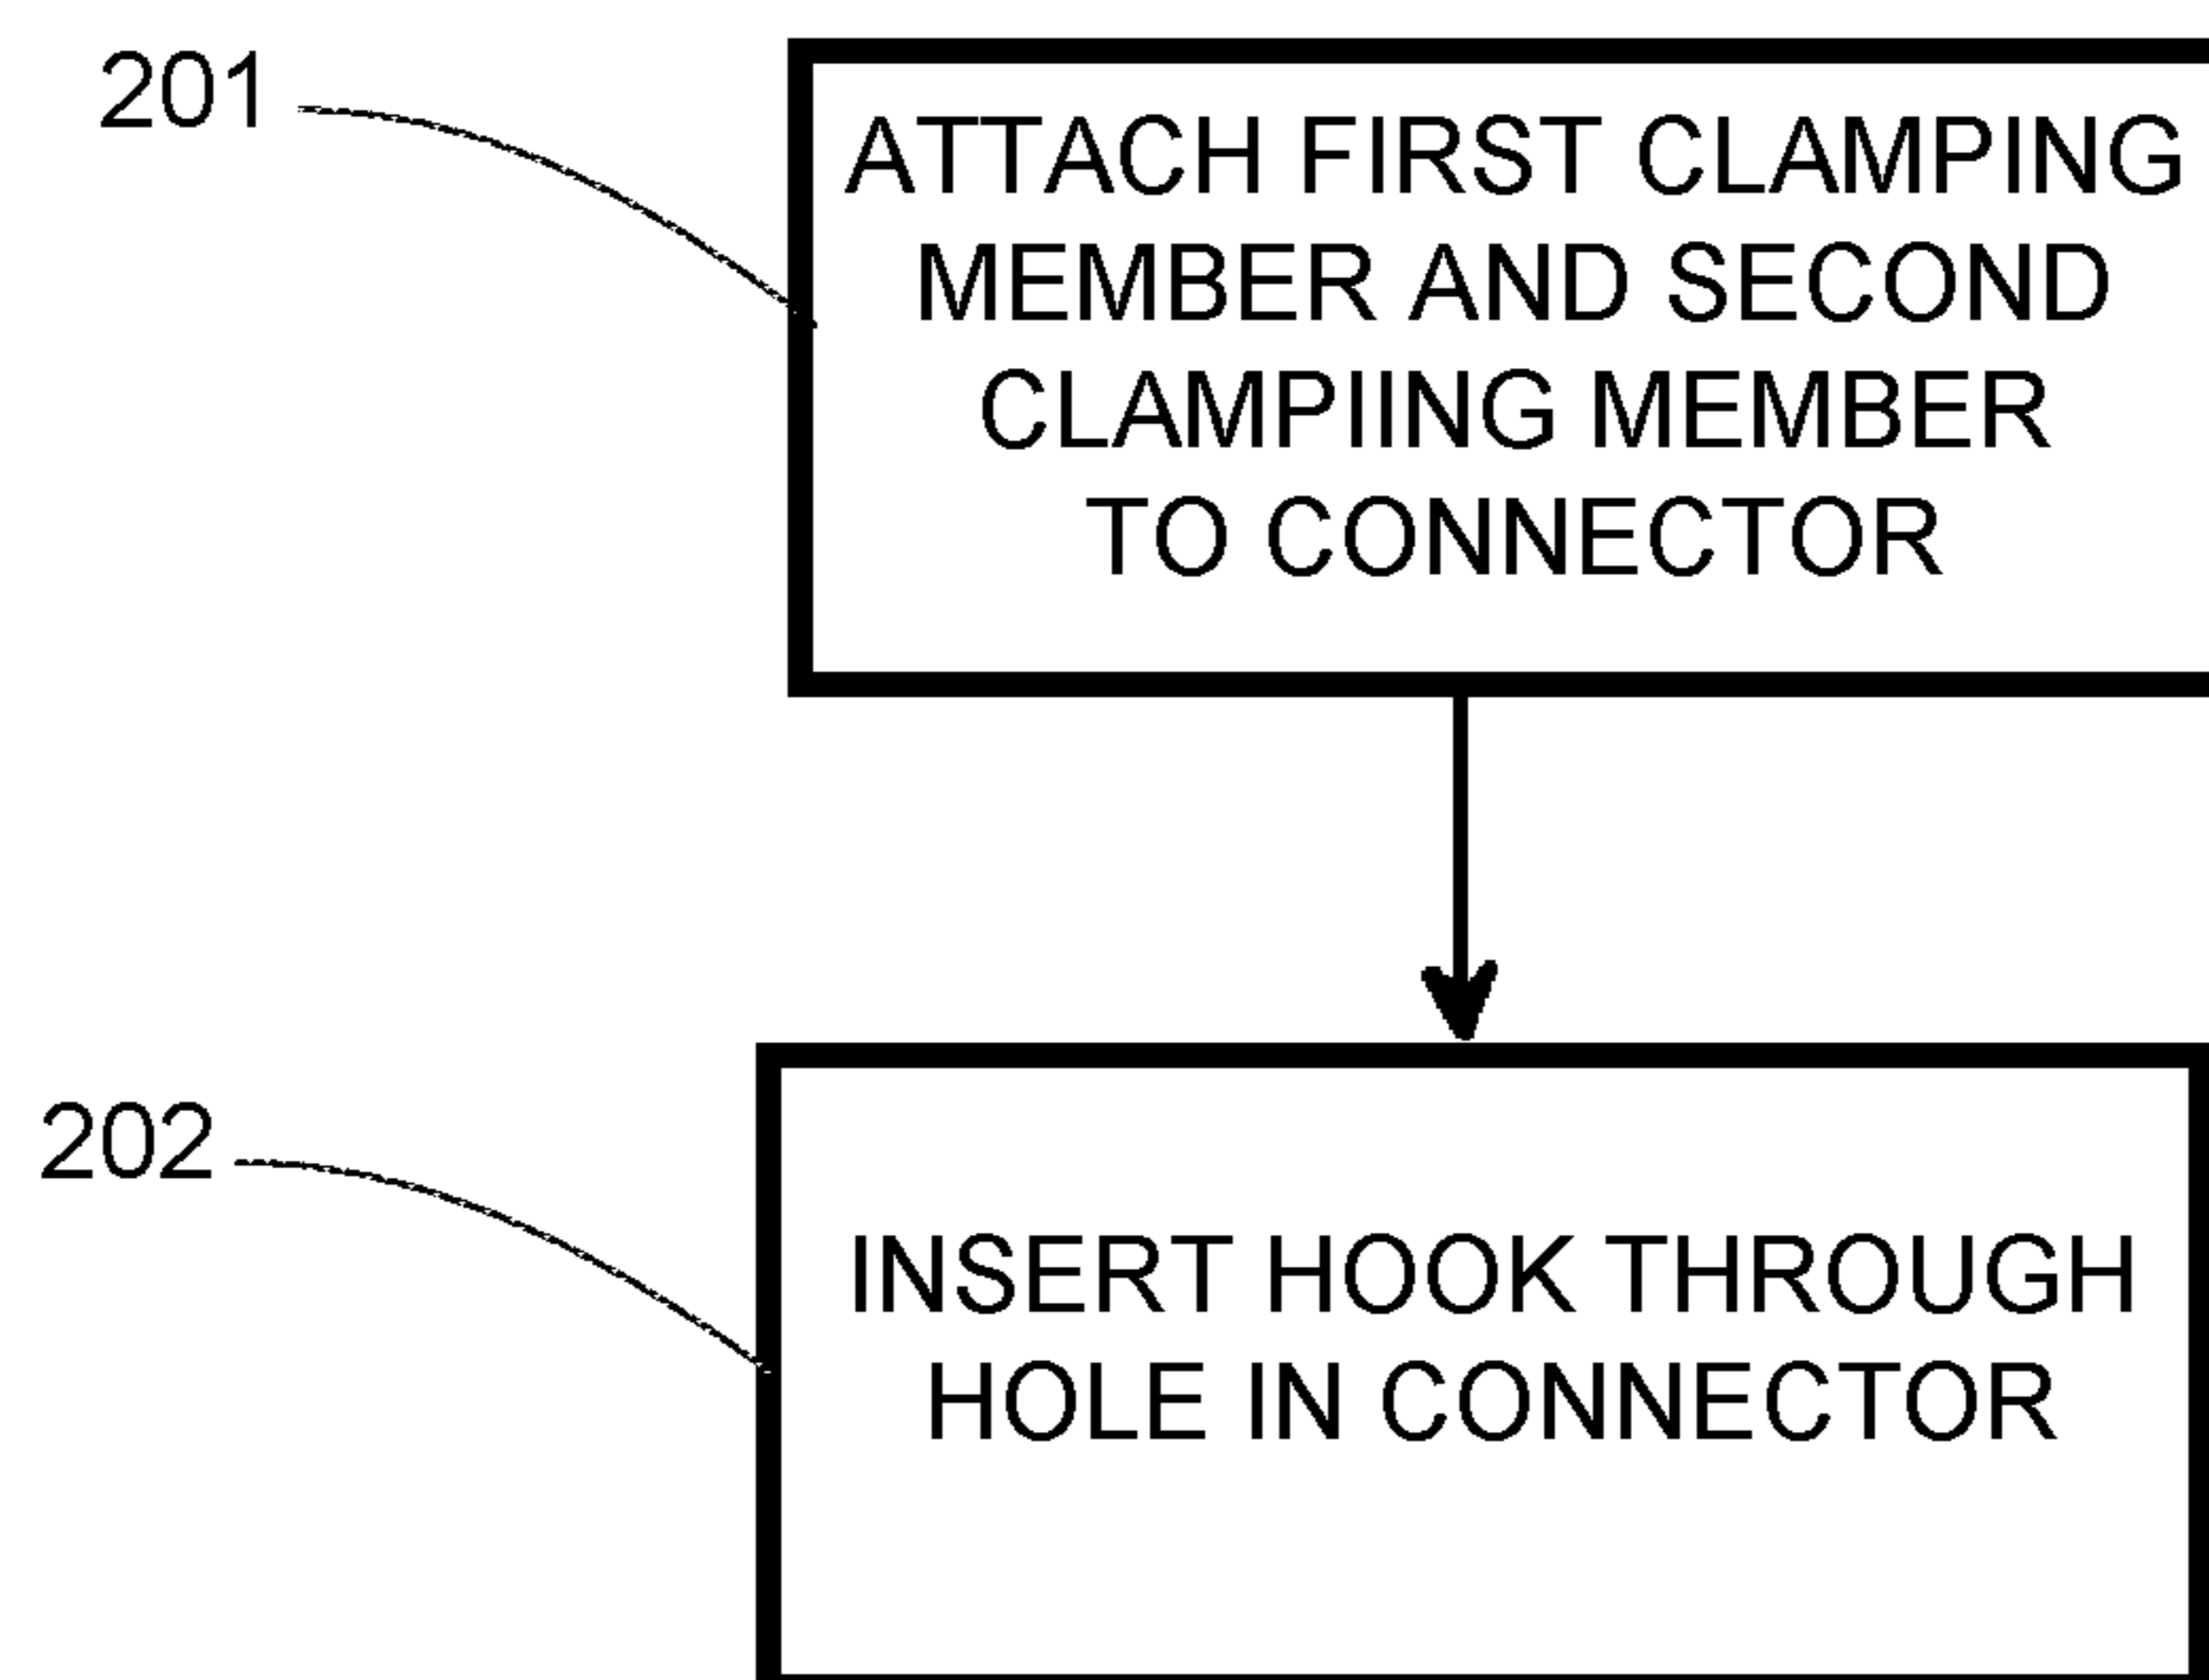 201
ATTACH FIRST CLAMPING
MEMBER AND SECOND
CLAMPIING MEMBER
TO CONNECTOR
202
INSERT HOOK THROUGH
HOLE IN CONNECTOR